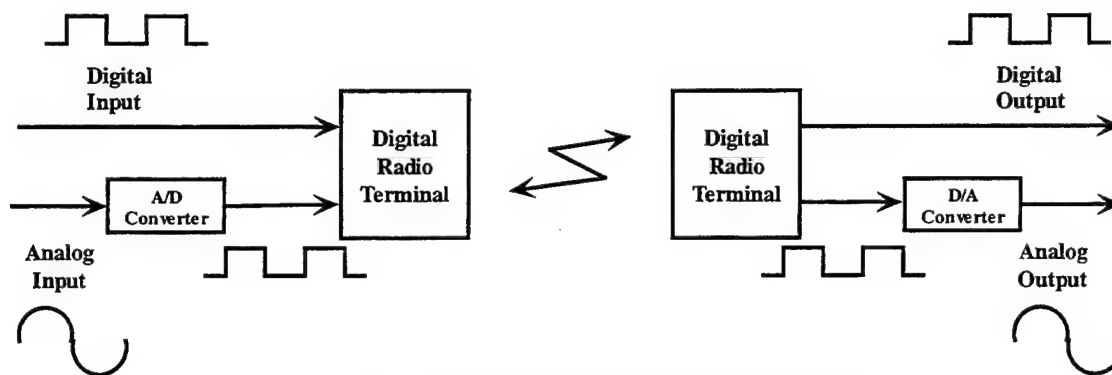 Digital
Input
Digital
Output
Digital
Radio
Terminal
Digital
Radio
Terminal
A/D
Converter
D/A
Converter
Analog
Input
Analog
Output